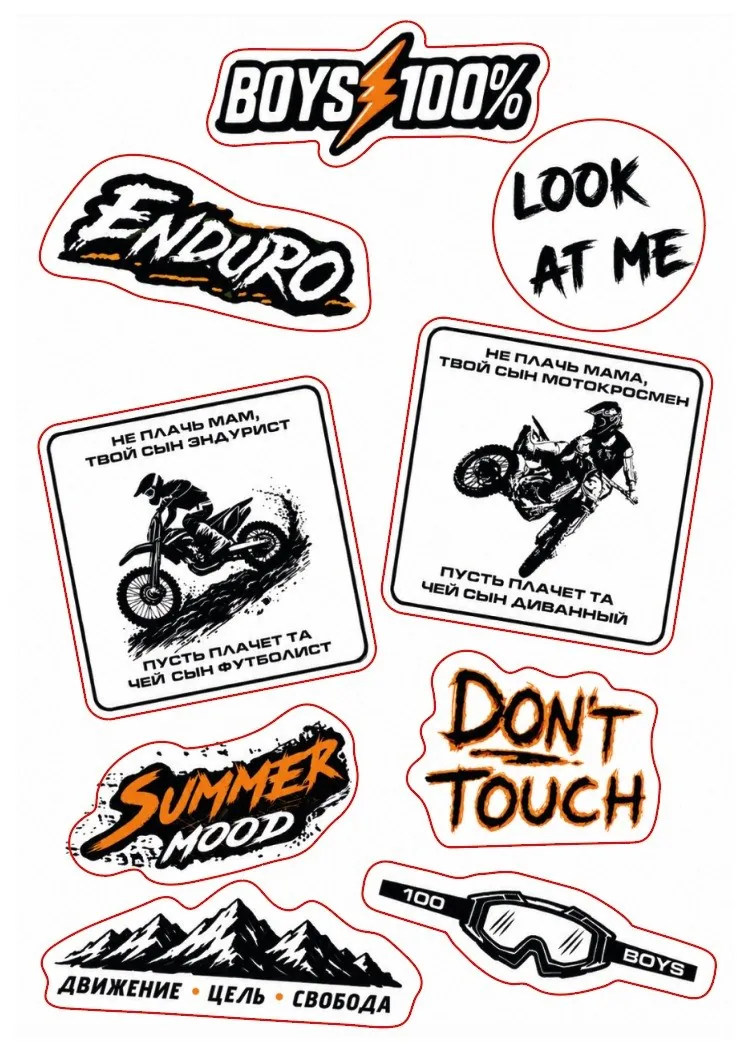 BOYS 100%
LOOK
AT ME
ENDURO
НЕ ПЛАЧЬ МАМ,
ТВОЙ СЫН ЭНДУРИСТ
ПУСТЬ ПЛАЧЕТ ТА
ЧЕЙ СЫН ФУТБОЛИСТ
НЕ ПЛАЧЬ МАМА,
ТВОЙ СЫН МОТОКРОСМЕН
ПУСТЬ ПЛАЧЕТ ТА
ЧЕЙ СЫН ДИВАННЫЙ
SUMMER
MOOD
DON'T
TOUCH
100 BOYS
ДВИЖЕНИЕ • ЦЕЛЬ • СВОБОДА